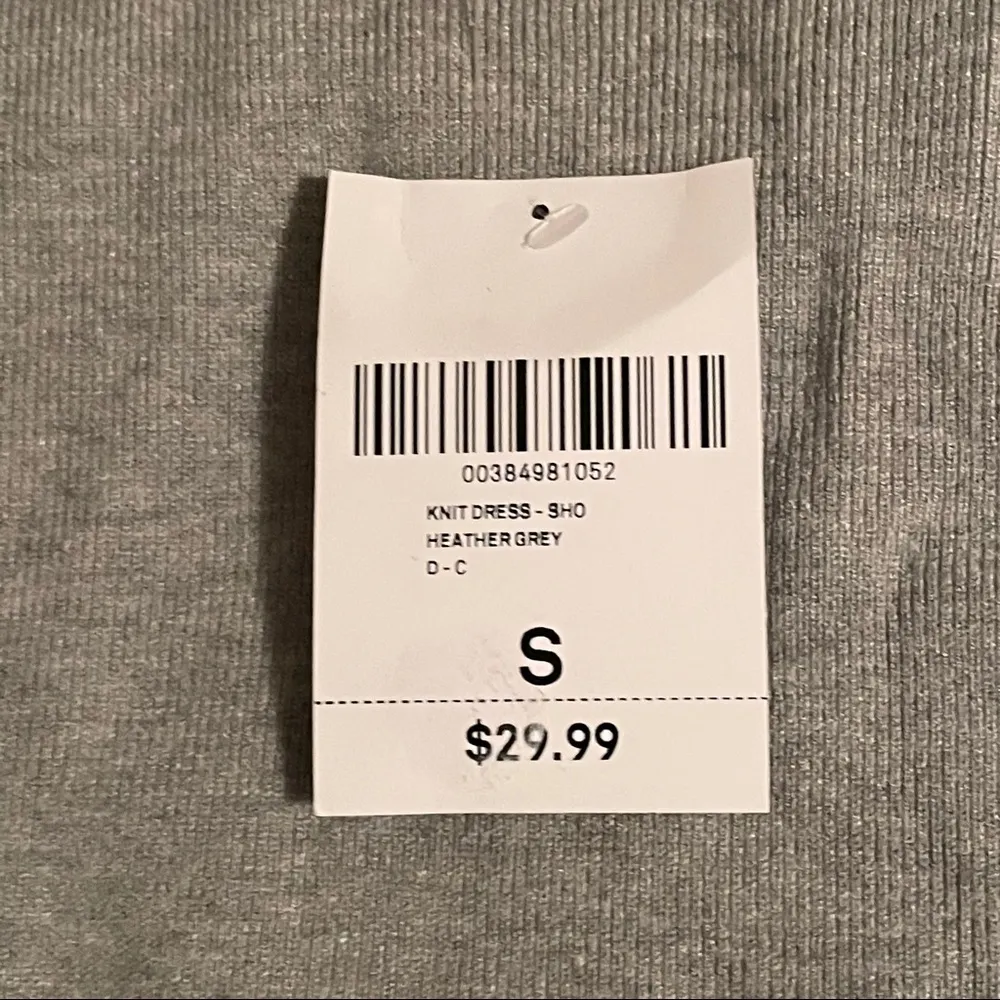 00384981052
KNIT DRESS - SHO
HEATHER GREY
D - C
S
$29.99